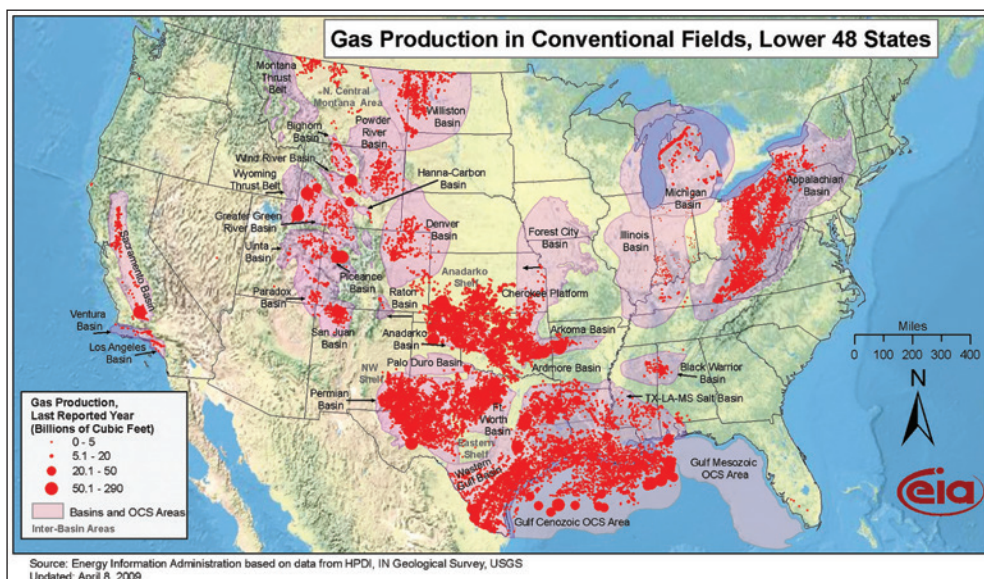 Gas Production in Conventional Fields, Lower 48 States
Montana
Thrust
Belt
N. Central
Montana Area
Williston
Basin
Bighorn
Basin
Powder
River
Basin
Wind River Basin
Wyoming
Thrust Belt
Hanna-Carbon
Basin
Greater Green
River Basin
Denver
Basin
Forest City
Basin
Illinois
Basin
Michigan
Basin
Appalachian
Basin
Uinta
Basin
Piceance
Basin
Anadarko
Shelf
Cherokee Platform
Sacramento Basin
Paradox
Basin
Raton
Basin
Ventura
Basin
San Juan
Basin
Anadarko
Basin
Arkoma Basin
Los Angeles
Basin
Palo Duro Basin
Ardmore Basin
Black Warrior
Basin
NW
Shelf
Permian
Basin
Ft.
Worth
Basin
TX-LA-MS Salt Basin
Eastern
Shelf
Western
Gulf Basin
Gulf Mesozoic
OCS Area
Gulf Cenozoic OCS Area
Miles
0 100 200 300 400
N
Gas Production,
Last Reported Year
(Billions of Cubic Feet)
0 - 5
5.1 - 20
20.1 - 50
50.1 - 290
Basins and OCS Areas
Inter-Basin Areas
eia
Source: Energy Information Administration based on data from HPDI, IN Geological Survey, USGS
Updated: April 8, 2009